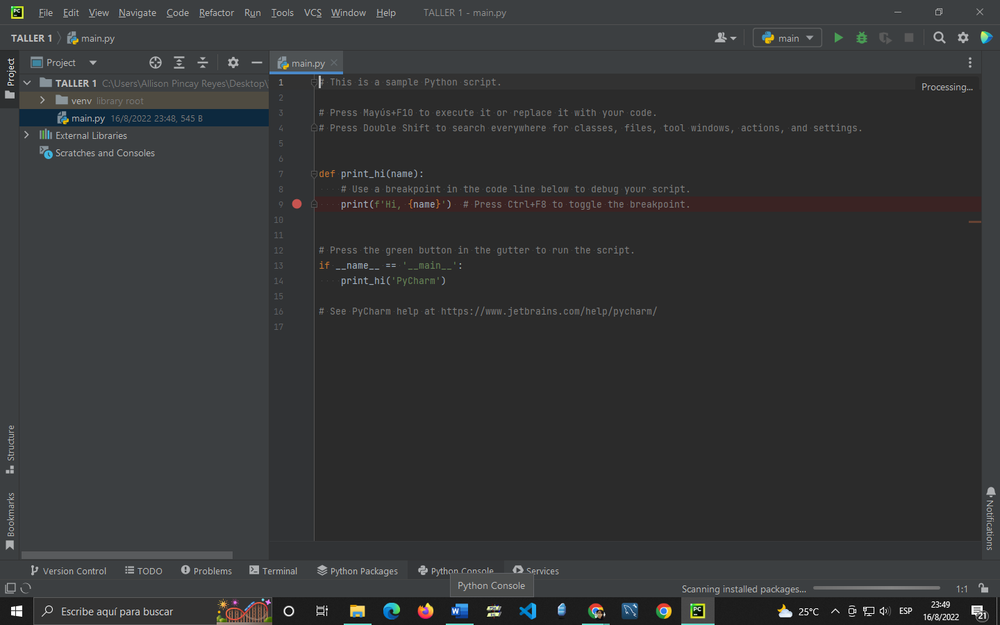 PC
File Edit View Navigate Code Refactor Run Tools VCS Window Help TALLER 1 - main.py
TALLER 1 main.py
main
Project
Project
main.py
TALLER 1 C:\Users\Allison Pincay Reyes\Desktop\
venv library root
main.py 16/8/2022 23:48, 545 B
External Libraries
Scratches and Consoles
Structure
Bookmarks
1 # This is a sample Python script.
Processing...
2
3 # Press Mayús+F10 to execute it or replace it with your code.
4 # Press Double Shift to search everywhere for classes, files, tool windows, actions, and settings.
5
6
7 def print_hi(name):
8 # Use a breakpoint in the code line below to debug your script.
9 print(f'Hi, {name}') # Press Ctrl+F8 to toggle the breakpoint.
10
11
12 # Press the green button in the gutter to run the script.
13 if __name__ == '__main__':
14 print_hi('PyCharm')
15
16 # See PyCharm help at https://www.jetbrains.com/help/pycharm/
17
Notifications
Version Control TODO Problems Terminal Python Packages Python Console Services
Python Console
Scanning installed packages... 1:1
Escribe aquí para buscar
25°C ESP
23:49
16/8/2022
21